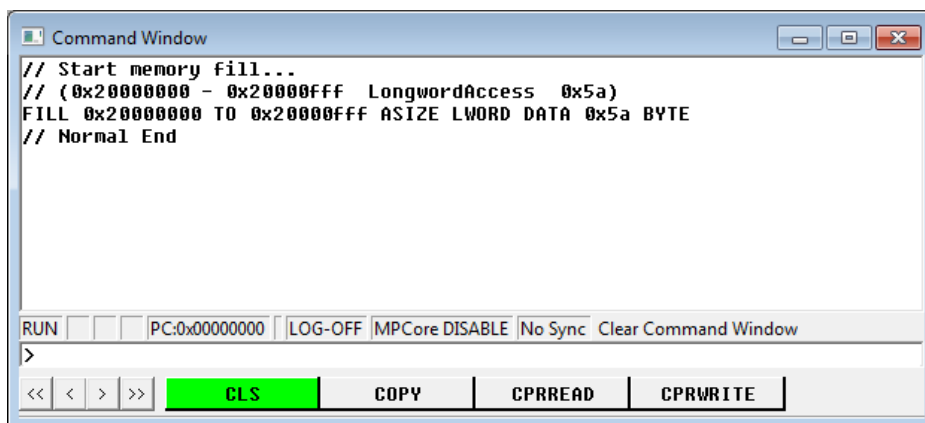 Command Window
// Start memory fill...
// (0x20000000 - 0x20000fff  LongwordAccess  0x5a)
FILL 0x20000000 TO 0x20000fff ASIZE LWORD DATA 0x5a BYTE
// Normal End
RUN PC:0x00000000 LOG-OFF MPCore DISABLE No Sync Clear Command Window
>
<< < > >> CLS COPY CPRREAD CPRWRITE